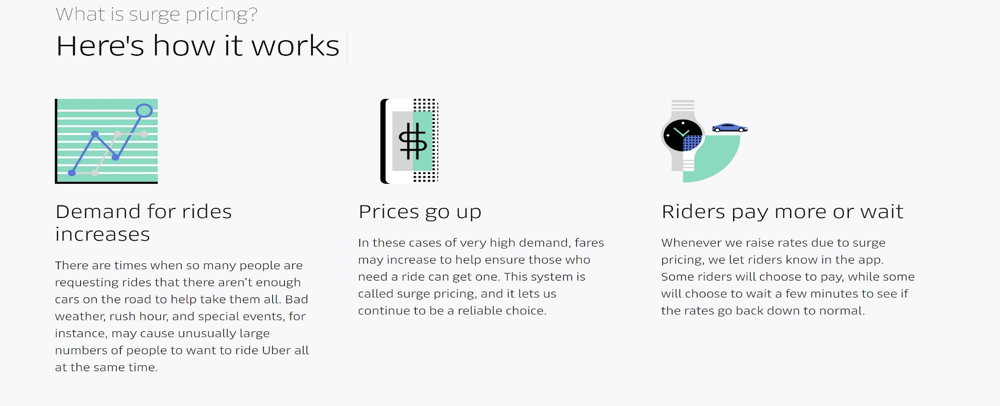 What is surge pricing?
Here's how it works
Demand for rides
increases
There are times when so many people are
requesting rides that there aren’t enough
cars on the road to help take them all. Bad
weather, rush hour, and special events, for
instance, may cause unusually large
numbers of people to want to ride Uber all
at the same time.
$
Prices go up
In these cases of very high demand, fares
may increase to help ensure those who
need a ride can get one. This system is
called surge pricing, and it lets us
continue to be a reliable choice.
Riders pay more or wait
Whenever we raise rates due to surge
pricing, we let riders know in the app.
Some riders will choose to pay, while some
will choose to wait a few minutes to see if
the rates go back down to normal.